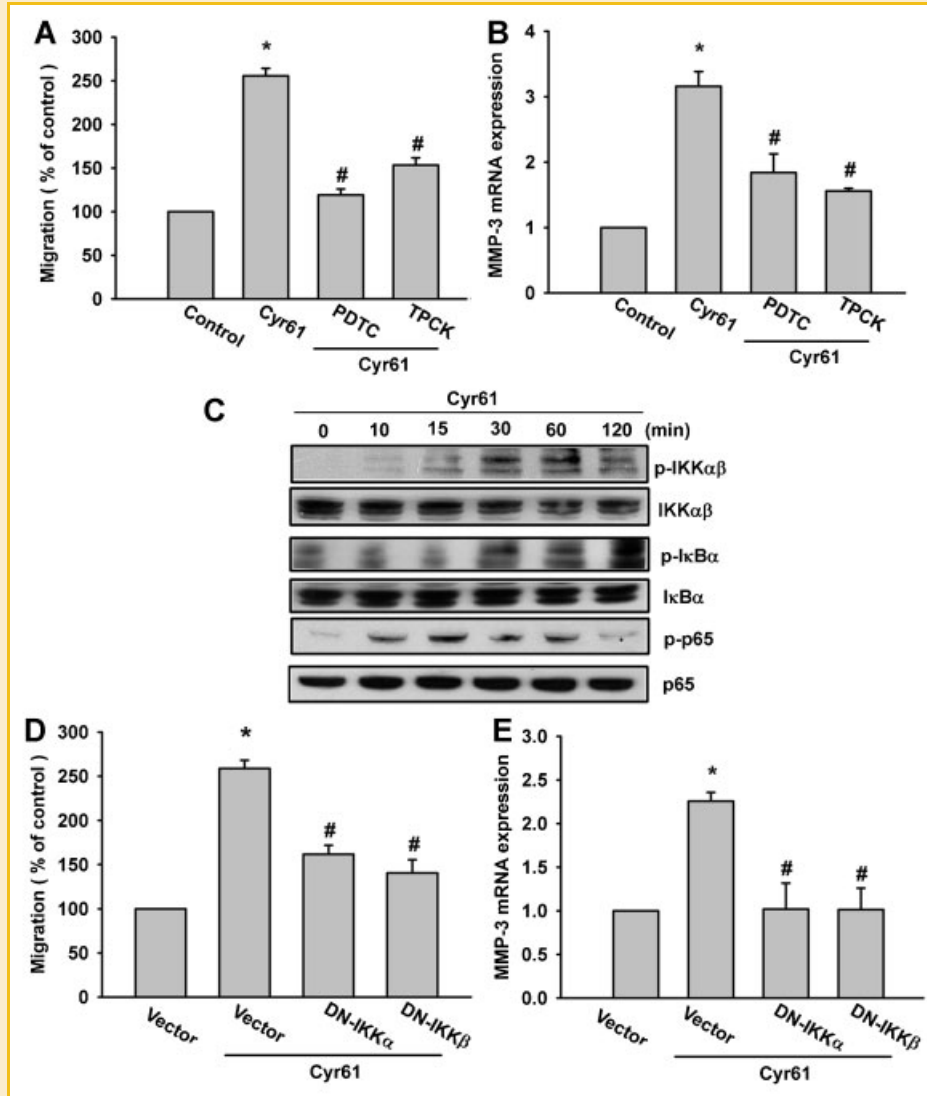 A
Migration ( % of control )
300
250
200
150
100
50
0
*
#
#
Control
Cyr61
PDTC
TPCK
Cyr61
B
MMP-3 mRNA expression
4
3
2
1
0
*
#
#
Control
Cyr61
PDTC
TPCK
Cyr61
C
Cyr61
0 10 15 30 60 120 (min)
p-IKKαβ
IKKαβ
p-IκBα
IκBα
p-p65
p65
D
Migration ( % of control )
300
250
200
150
100
50
0
*
#
#
Vector
Vector
DN-IKKα
DN-IKKβ
Cyr61
E
MMP-3 mRNA expression
3.0
2.5
2.0
1.5
1.0
0.5
0.0
*
#
#
Vector
Vector
DN-IKKα
DN-IKKβ
Cyr61